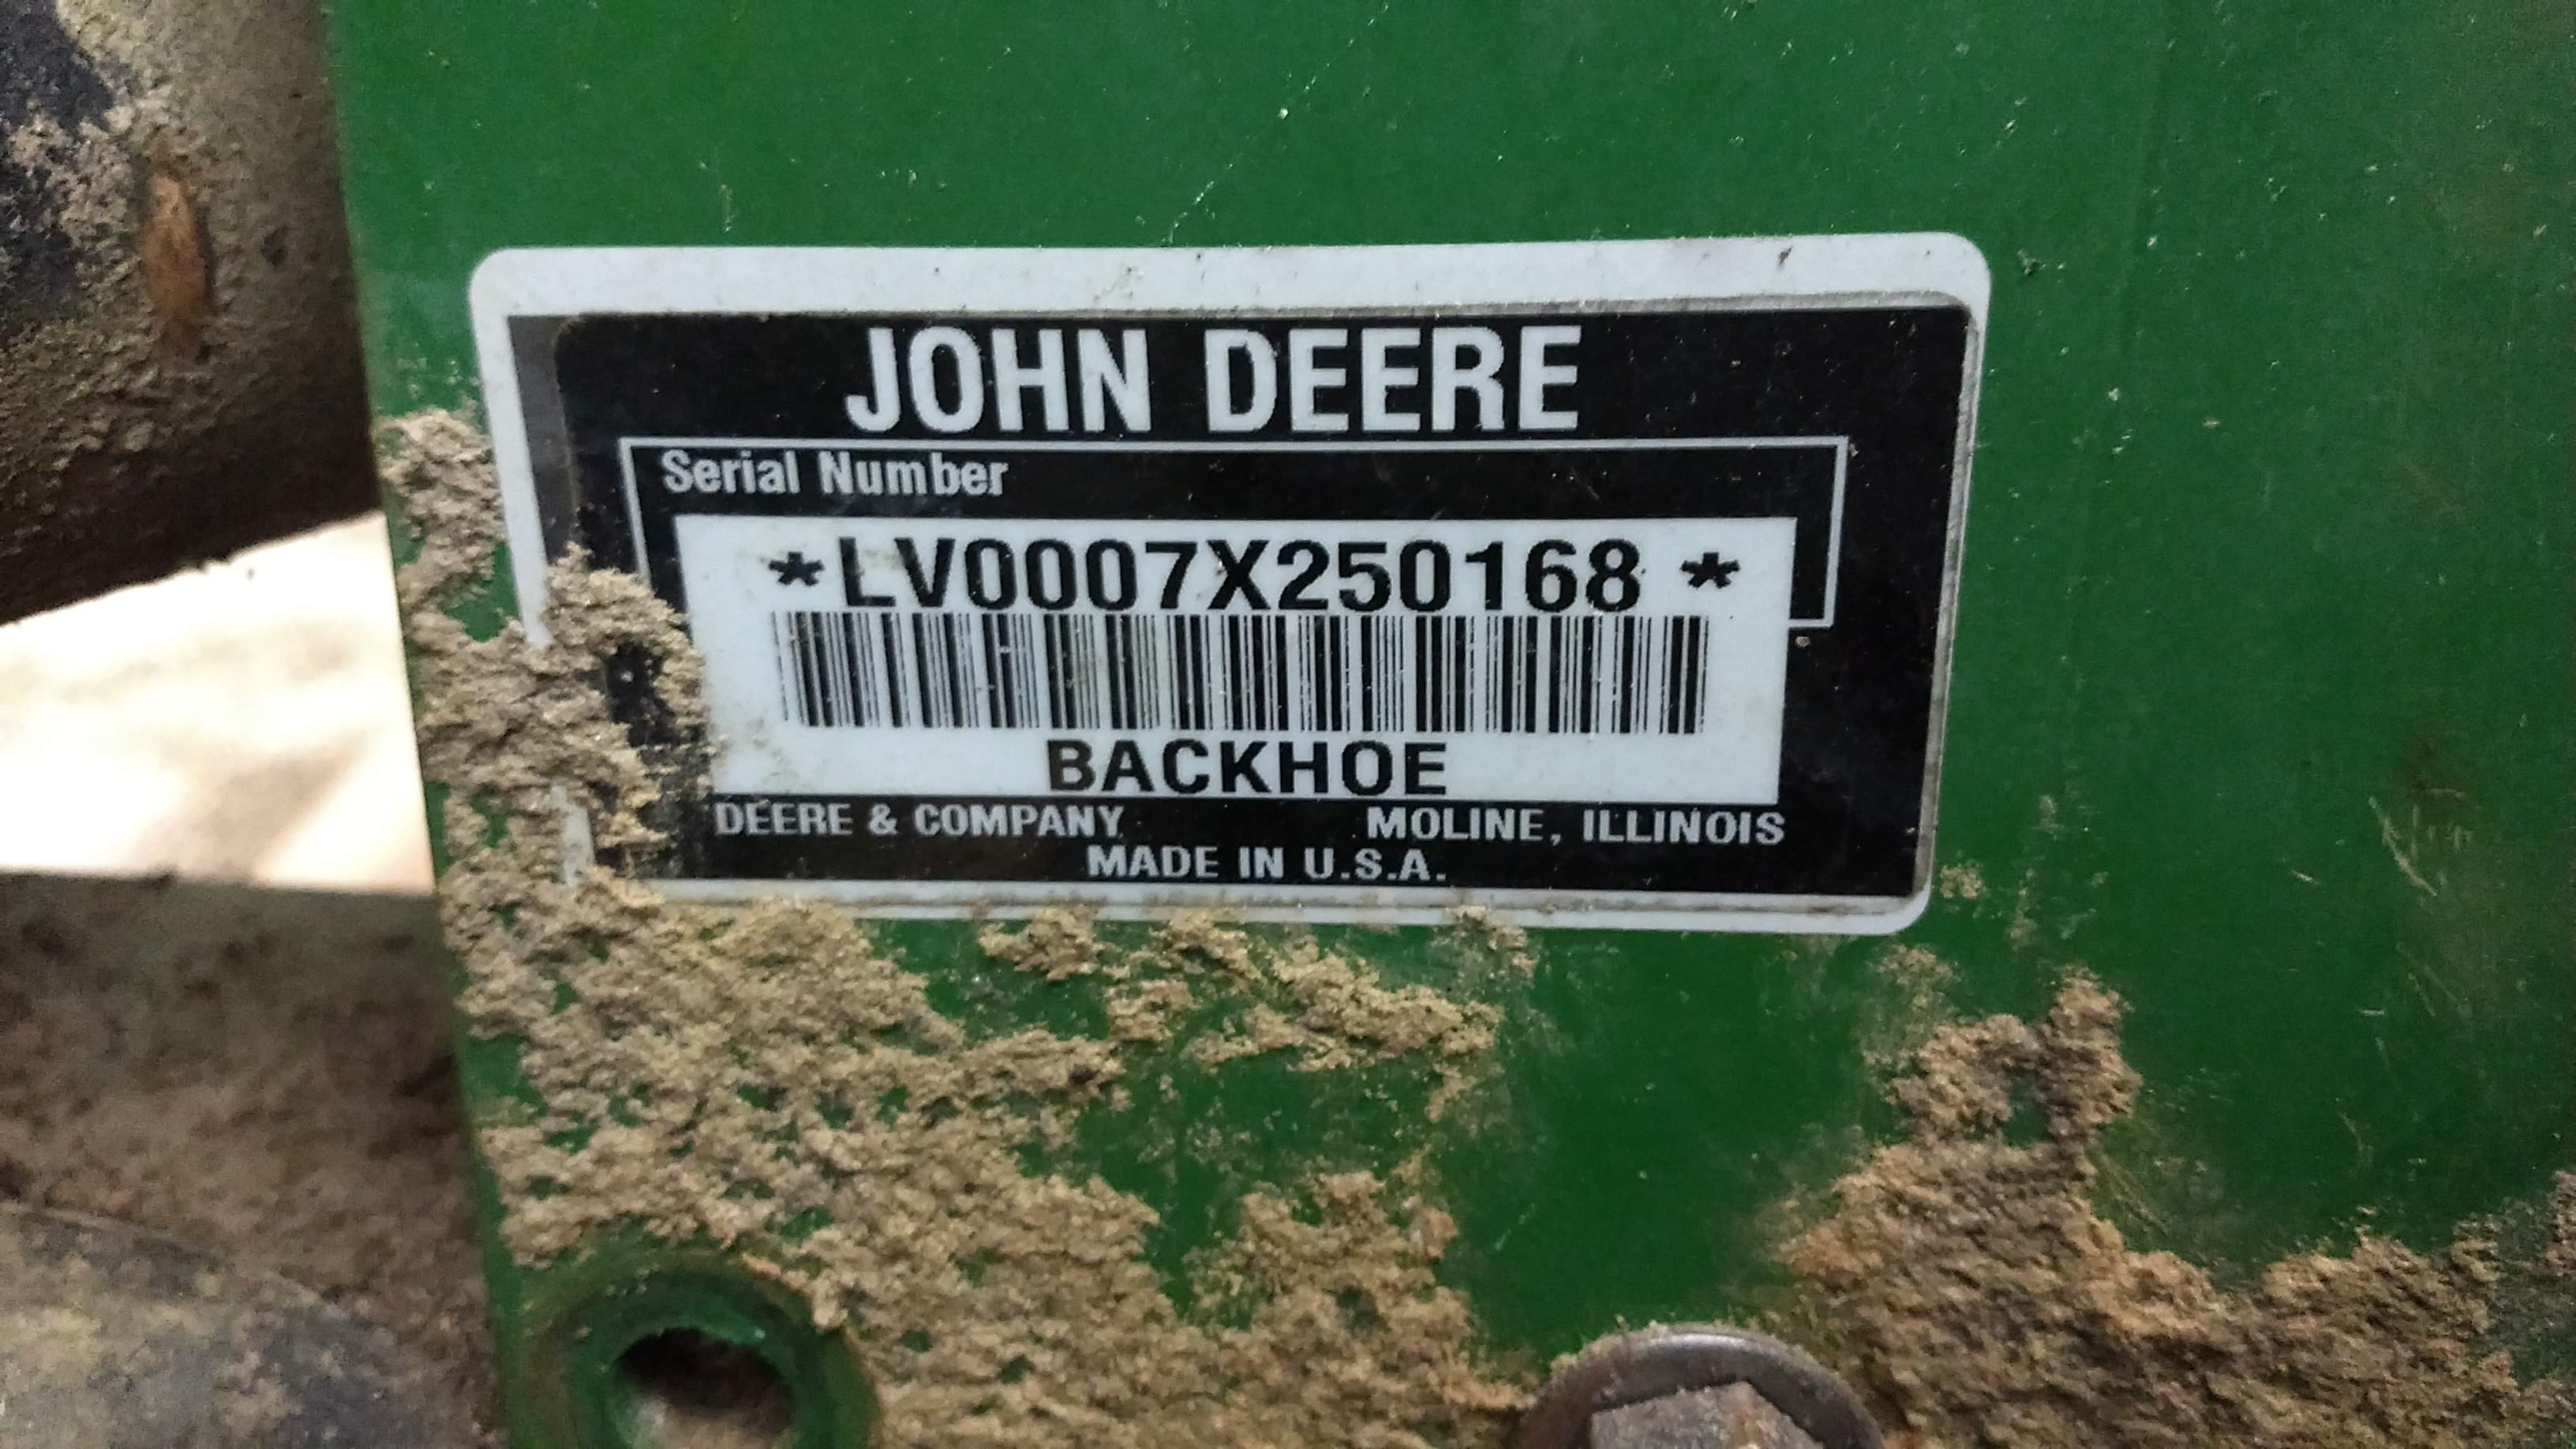 JOHN DEERE
Serial Number
*LV0007X250168*
BACKHOE
DEERE & COMPANY MOLINE, ILLINOIS
MADE IN U.S.A.